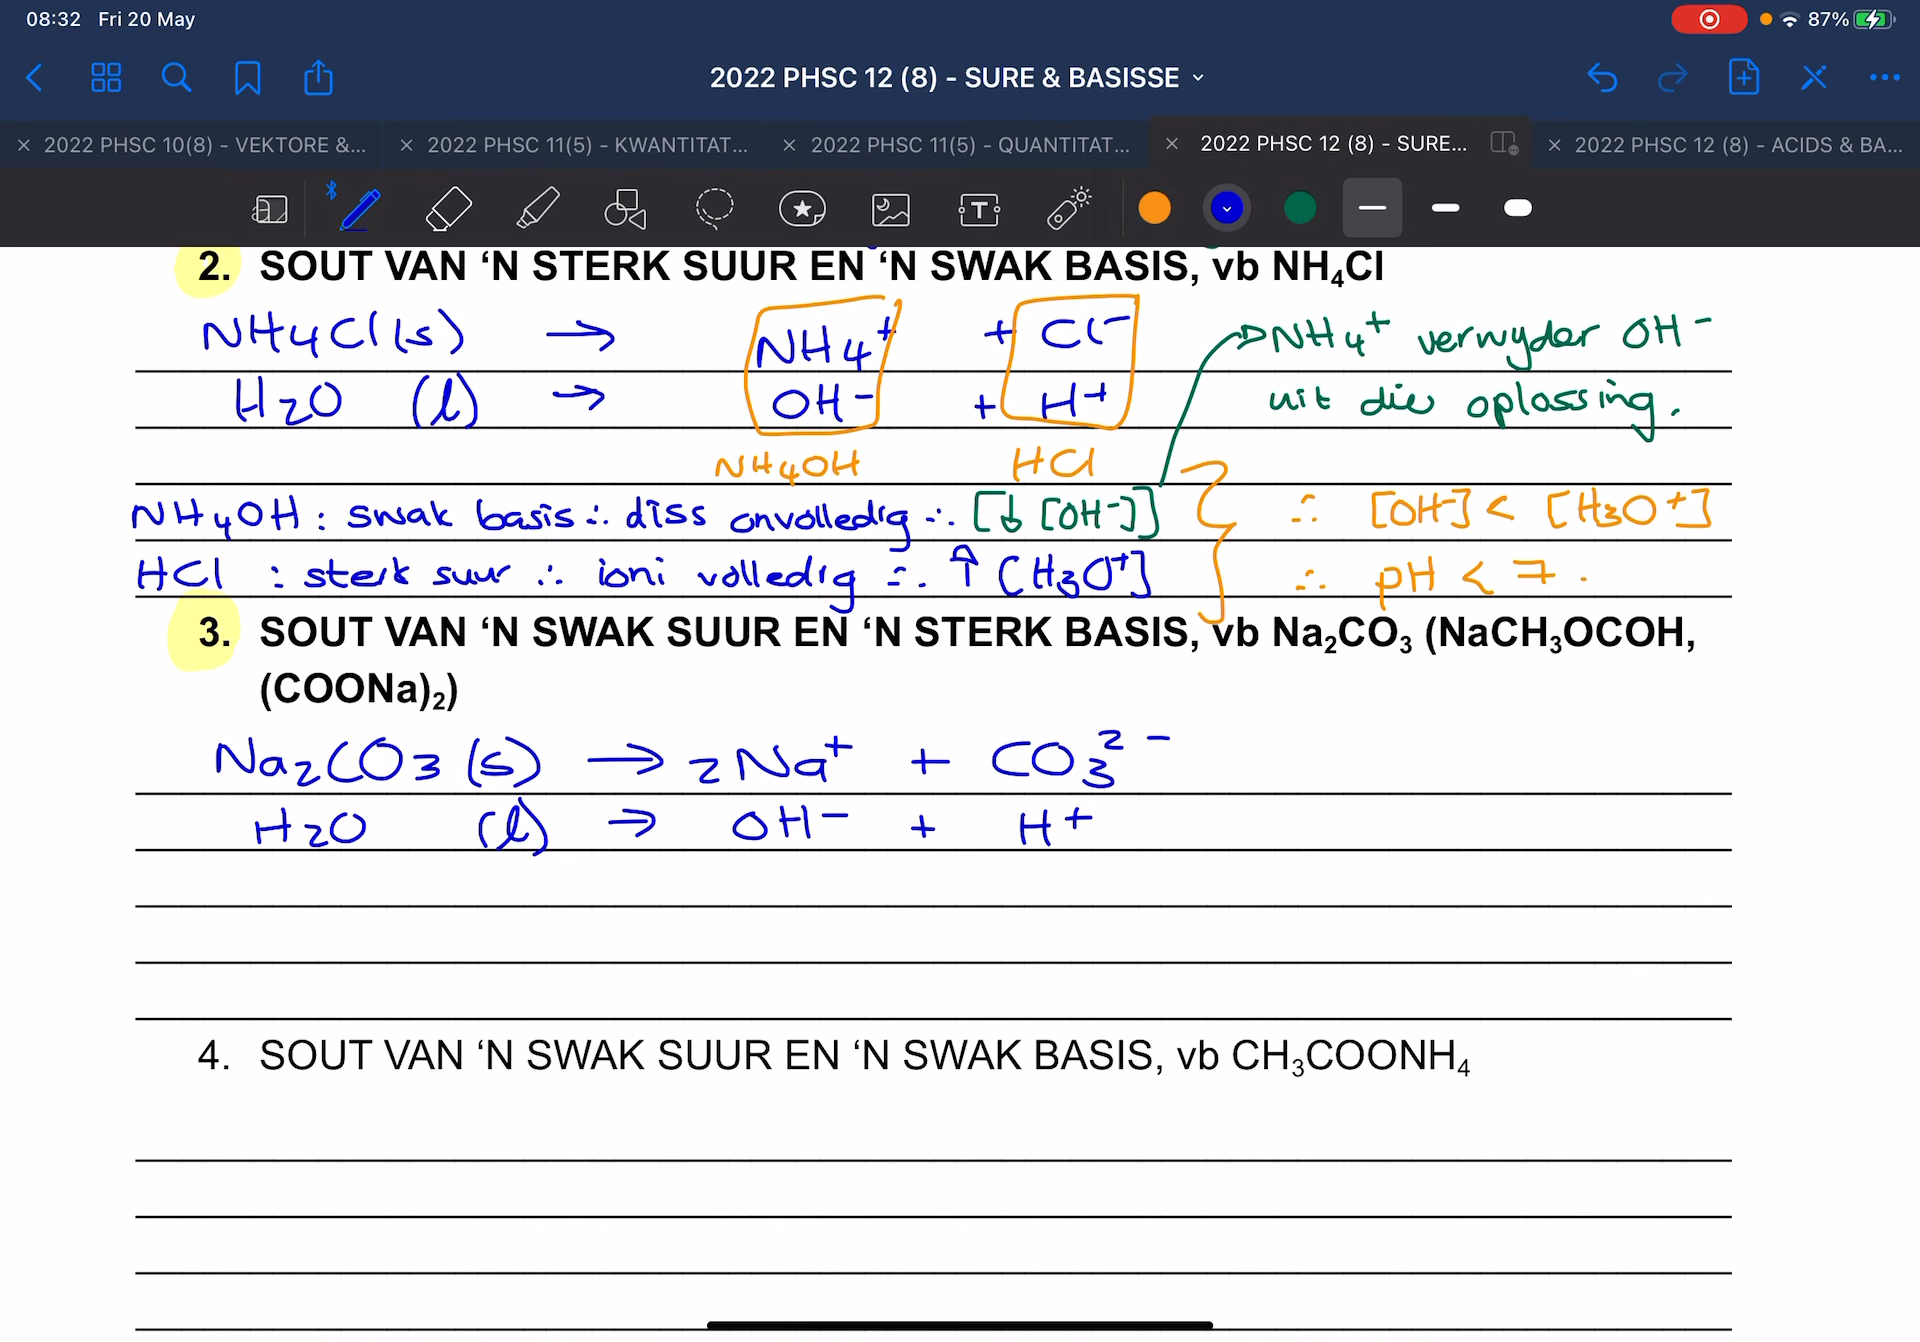 08:32 Fri 20 May
87%
2022 PHSC 12 (8) - SURE & BASISSE
2022 PHSC 10(8) - VEKTORE &...
2022 PHSC 11(5) - KWANTITAT...
2022 PHSC 11(5) - QUANTITAT...
2022 PHSC 12 (8) - SURE...
2022 PHSC 12 (8) - ACIDS & BA...
2. SOUT VAN ‘N STERK SUUR EN ‘N SWAK BASIS, vb NH₄Cl
NH₄Cl(s) → NH₄⁺ + Cl⁻
H₂O (l) → OH⁻ + H⁺
NH₄⁺ verwyder OH⁻
uit die oplossing.
NH₄OH HCl
NH₄OH : swak basis ∴ diss onvolledig ∴ [↓ [OH⁻]]
HCl : sterk suur ∴ ioni volledig ∴ ↑ [H₃O⁺]
∴ [OH⁻] < [H₃O⁺]
∴ pH < 7.
3. SOUT VAN ‘N SWAK SUUR EN ‘N STERK BASIS, vb Na₂CO₃ (NaCH₃OCOH,
(COONa)₂)
Na₂CO₃ (s) → 2Na⁺ + CO₃²⁻
H₂O (l) → OH⁻ + H⁺
4. SOUT VAN ‘N SWAK SUUR EN ‘N SWAK BASIS, vb CH₃COONH₄